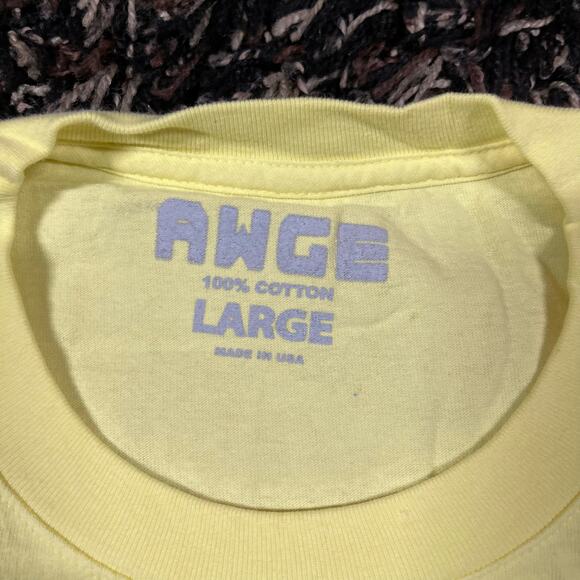 AWGE
100% COTTON
LARGE
MADE IN USA